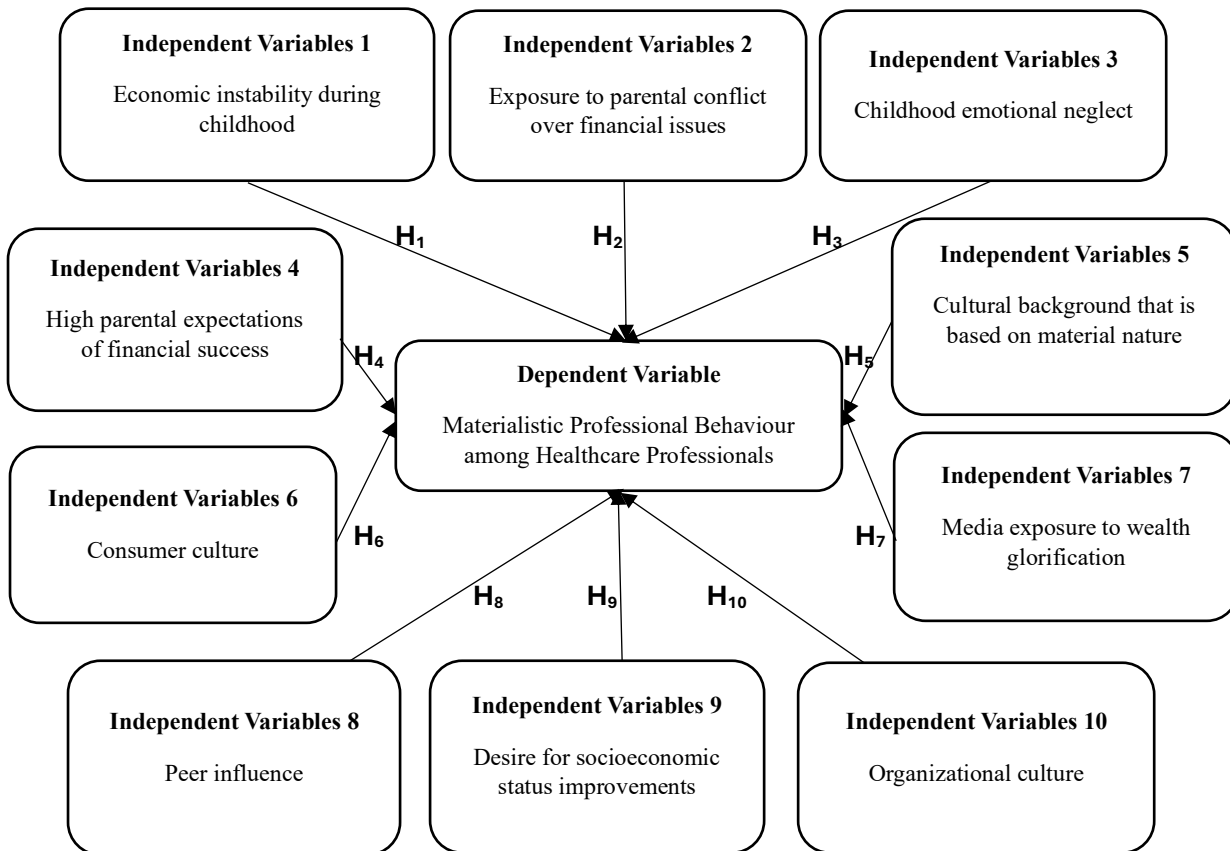 Independent Variables 1
Economic instability during
childhood
Independent Variables 2
Exposure to parental conflict
over financial issues
Independent Variables 3
Childhood emotional neglect
H₁
H₂
H₃
Independent Variables 4
High parental expectations
of financial success
H₄
Dependent Variable
Materialistic Professional Behaviour
among Healthcare Professionals
H₅
Independent Variables 5
Cultural background that is
based on material nature
Independent Variables 6
Consumer culture
H₆
H₇
Independent Variables 7
Media exposure to wealth
glorification
H₈
H₉
H₁₀
Independent Variables 8
Peer influence
Independent Variables 9
Desire for socioeconomic
status improvements
Independent Variables 10
Organizational culture